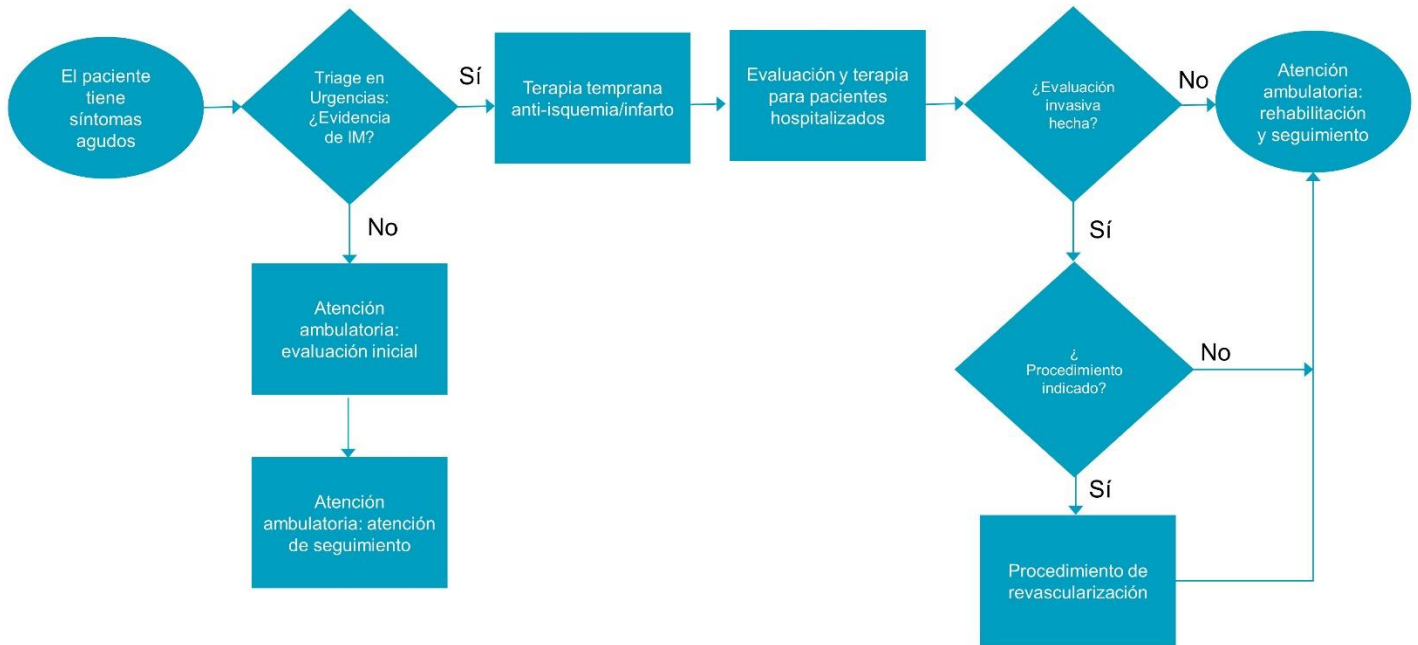 El paciente
tiene
síntomas
agudos
Triage en
Urgencias:
¿Evidencia
de IM?
Sí
Terapia temprana
anti-isquemia/infarto
Evaluación y terapia
para pacientes
hospitalizados
¿Evaluación
invasiva
hecha?
No
Atención
ambulatoria:
rehabilitación
y seguimiento
No
Sí
Atención
ambulatoria:
evaluación inicial
¿
Procedimiento
indicado?
No
Sí
Atención
ambulatoria: atención
de seguimiento
Procedimiento de
revascularización